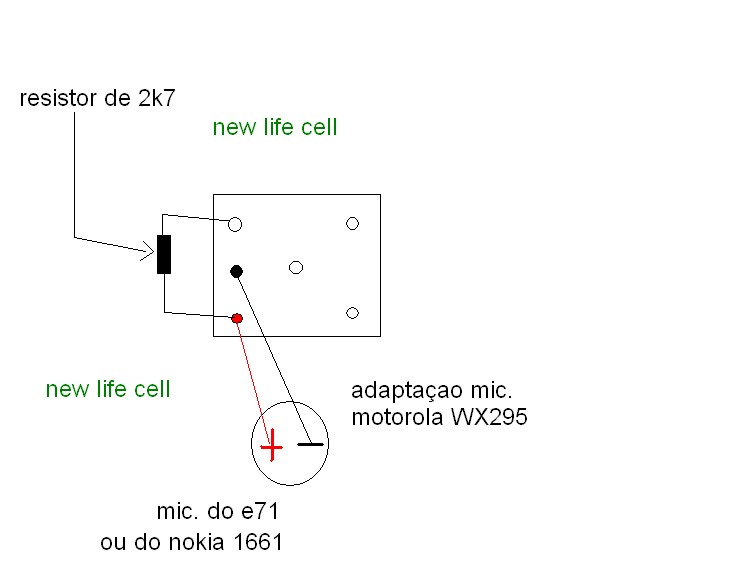 resistor de 2k7
new life cell
new life cell
adaptaçao mic.
motorola WX295
+ −
mic. do e71
ou do nokia 1661